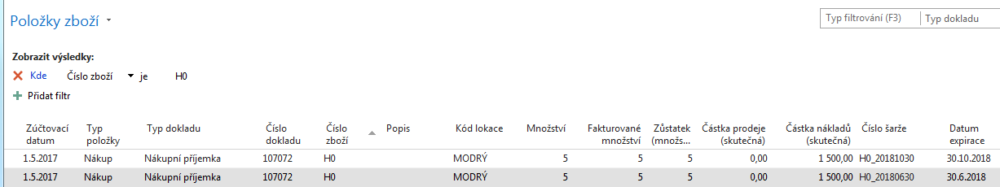 Položky zboží
Typ filtrování (F3) Typ dokladu
Zobrazit výsledky:
Kde Číslo zboží je H0
Přidat filtr
Zúčtovací datum Typ položky Typ dokladu Číslo dokladu Číslo zboží Popis Kód lokace Množství Fakturované množství Zůstatek (množs... Částka prodeje (skutečná) Částka nákladů (skutečná) Číslo šarže Datum expirace
1.5.2017 Nákup Nákupní příjemka 107072 H0 MODRÝ 5 5 5 0,00 1 500,00 H0_20181030 30.10.2018
1.5.2017 Nákup Nákupní příjemka 107072 H0 MODRÝ 5 5 5 0,00 1 500,00 H0_20180630 30.6.2018